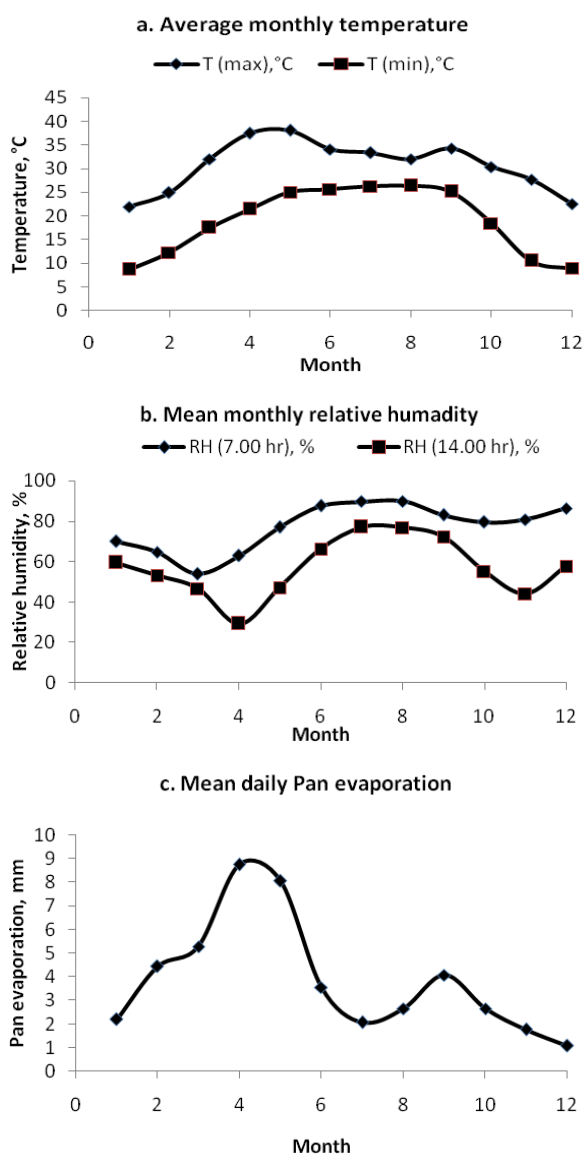 a. Average monthly temperature
T (max),°C T (min),°C
Temperature, °C
45
40
35
30
25
20
15
10
5
0
0 2 4 6 8 10 12
Month
b. Mean monthly relative humadity
RH (7.00 hr), % RH (14.00 hr), %
Relative humidity, %
100
80
60
40
20
0
0 2 4 6 8 10 12
Month
c. Mean daily Pan evaporation
Pan evaporation, mm
10
9
8
7
6
5
4
3
2
1
0
0 2 4 6 8 10 12
Month